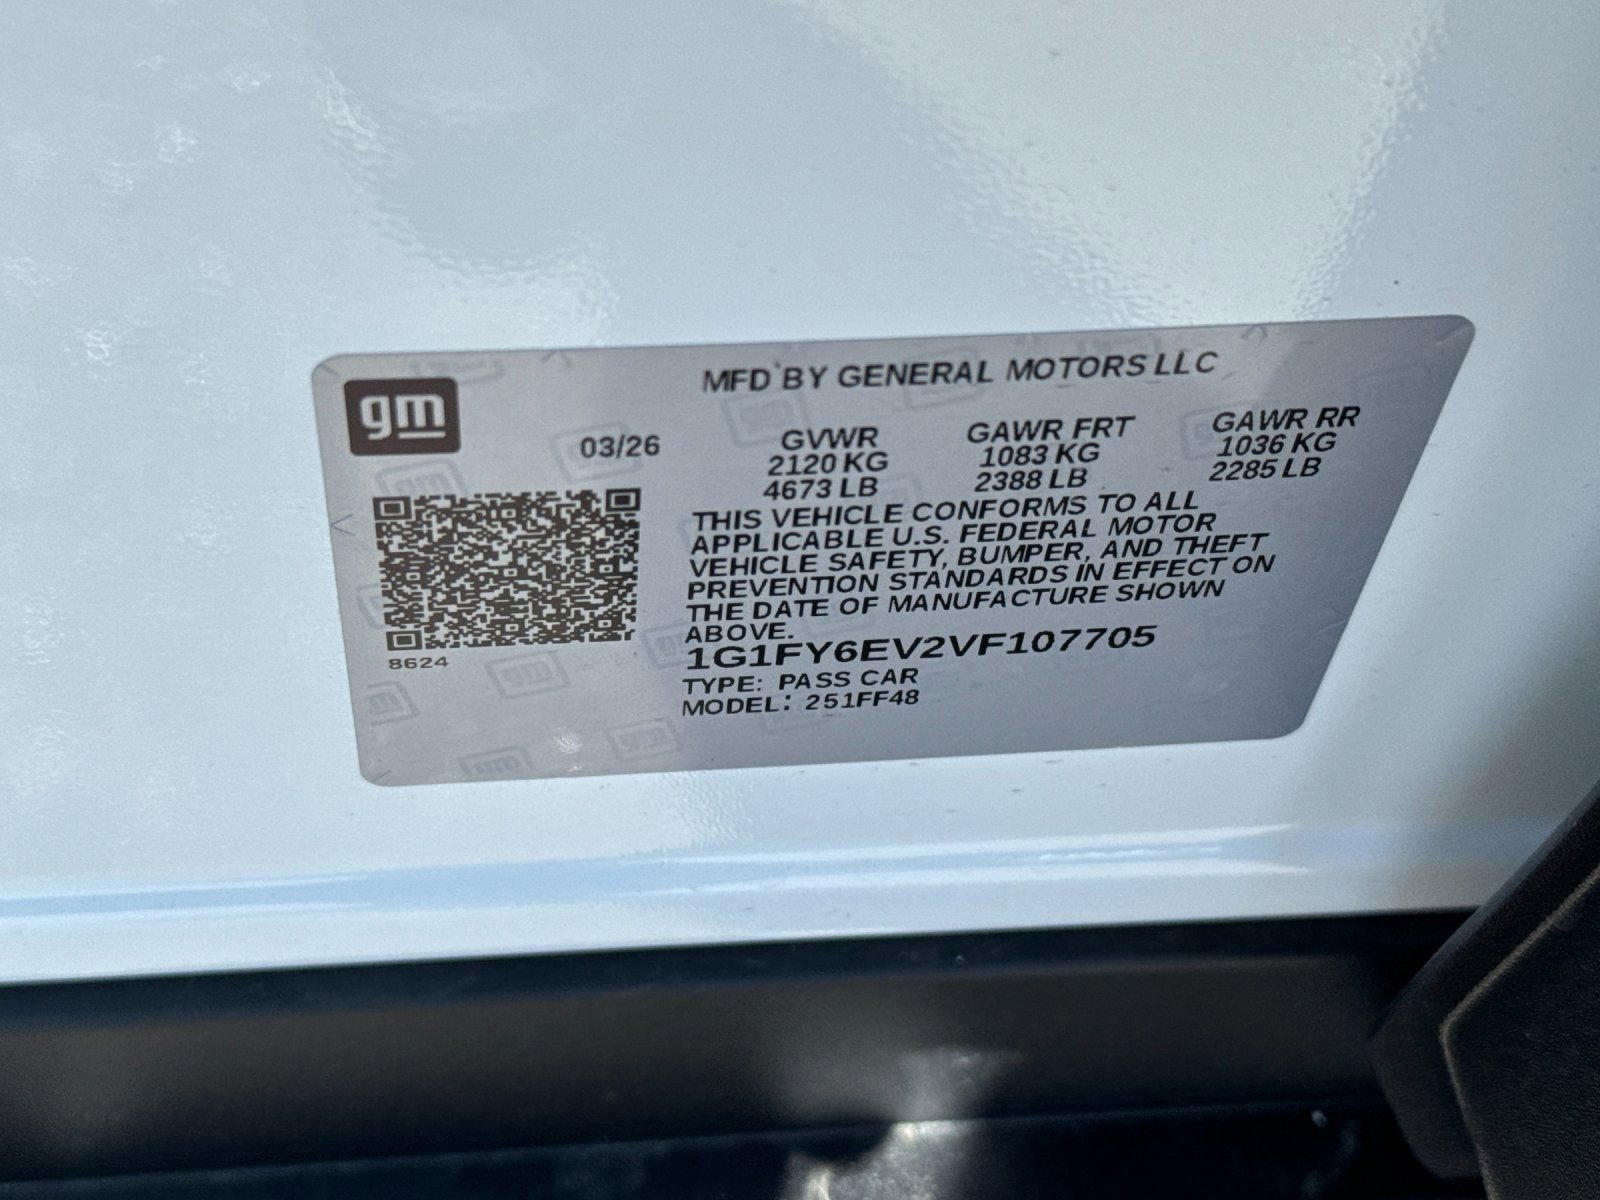 gm
MFD BY GENERAL MOTORS LLC
03/26
GVWR GAWR FRT GAWR RR
2120 KG 1083 KG 1036 KG
4673 LB 2388 LB 2285 LB
THIS VEHICLE CONFORMS TO ALL
APPLICABLE U.S. FEDERAL MOTOR
VEHICLE SAFETY, BUMPER, AND THEFT
PREVENTION STANDARDS IN EFFECT ON
THE DATE OF MANUFACTURE SHOWN
ABOVE.
1G1FY6EV2VF107705
TYPE: PASS CAR
MODEL: 251FF48
8624